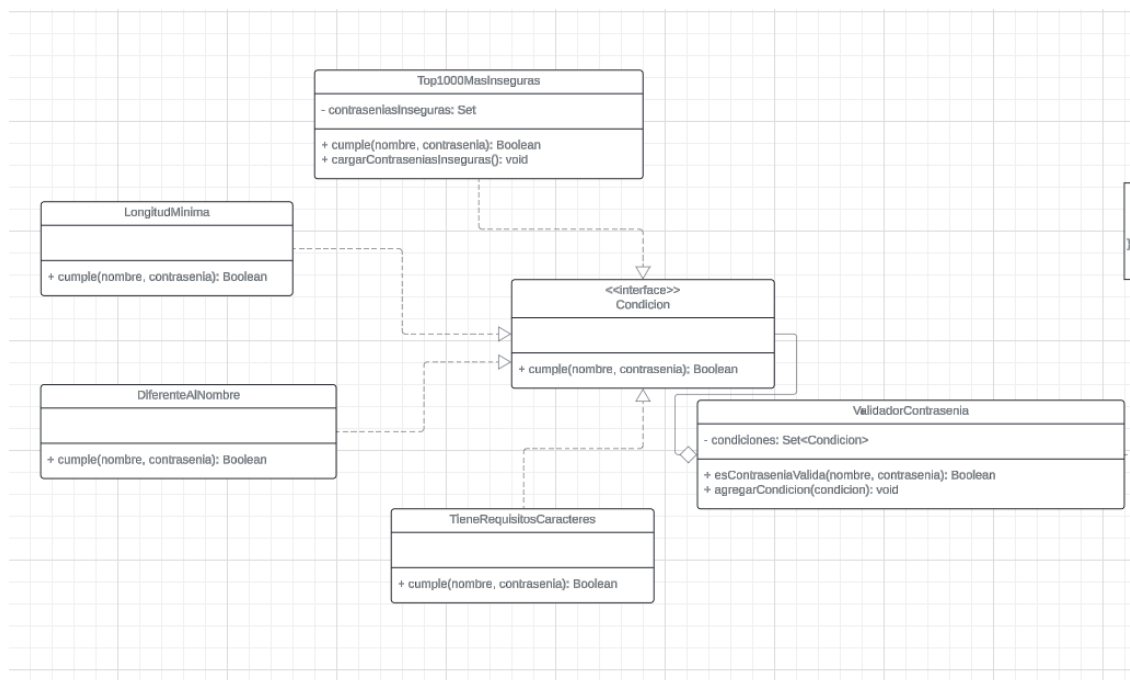 Top1000MasInseguras
- contraseniasInseguras: Set
+ cumple(nombre, contrasenia): Boolean
+ cargarContraseniasInseguras(): void
LongitudMinima
+ cumple(nombre, contrasenia): Boolean
<<interface>>
Condicion
+ cumple(nombre, contrasenia): Boolean
DiferenteAlNombre
+ cumple(nombre, contrasenia): Boolean
ValidadorContrasenia
- condiciones: Set<Condicion>
+ esContraseniaValida(nombre, contrasenia): Boolean
+ agregarCondicion(condicion): void
TieneRequisitosCaracteres
+ cumple(nombre, contrasenia): Boolean